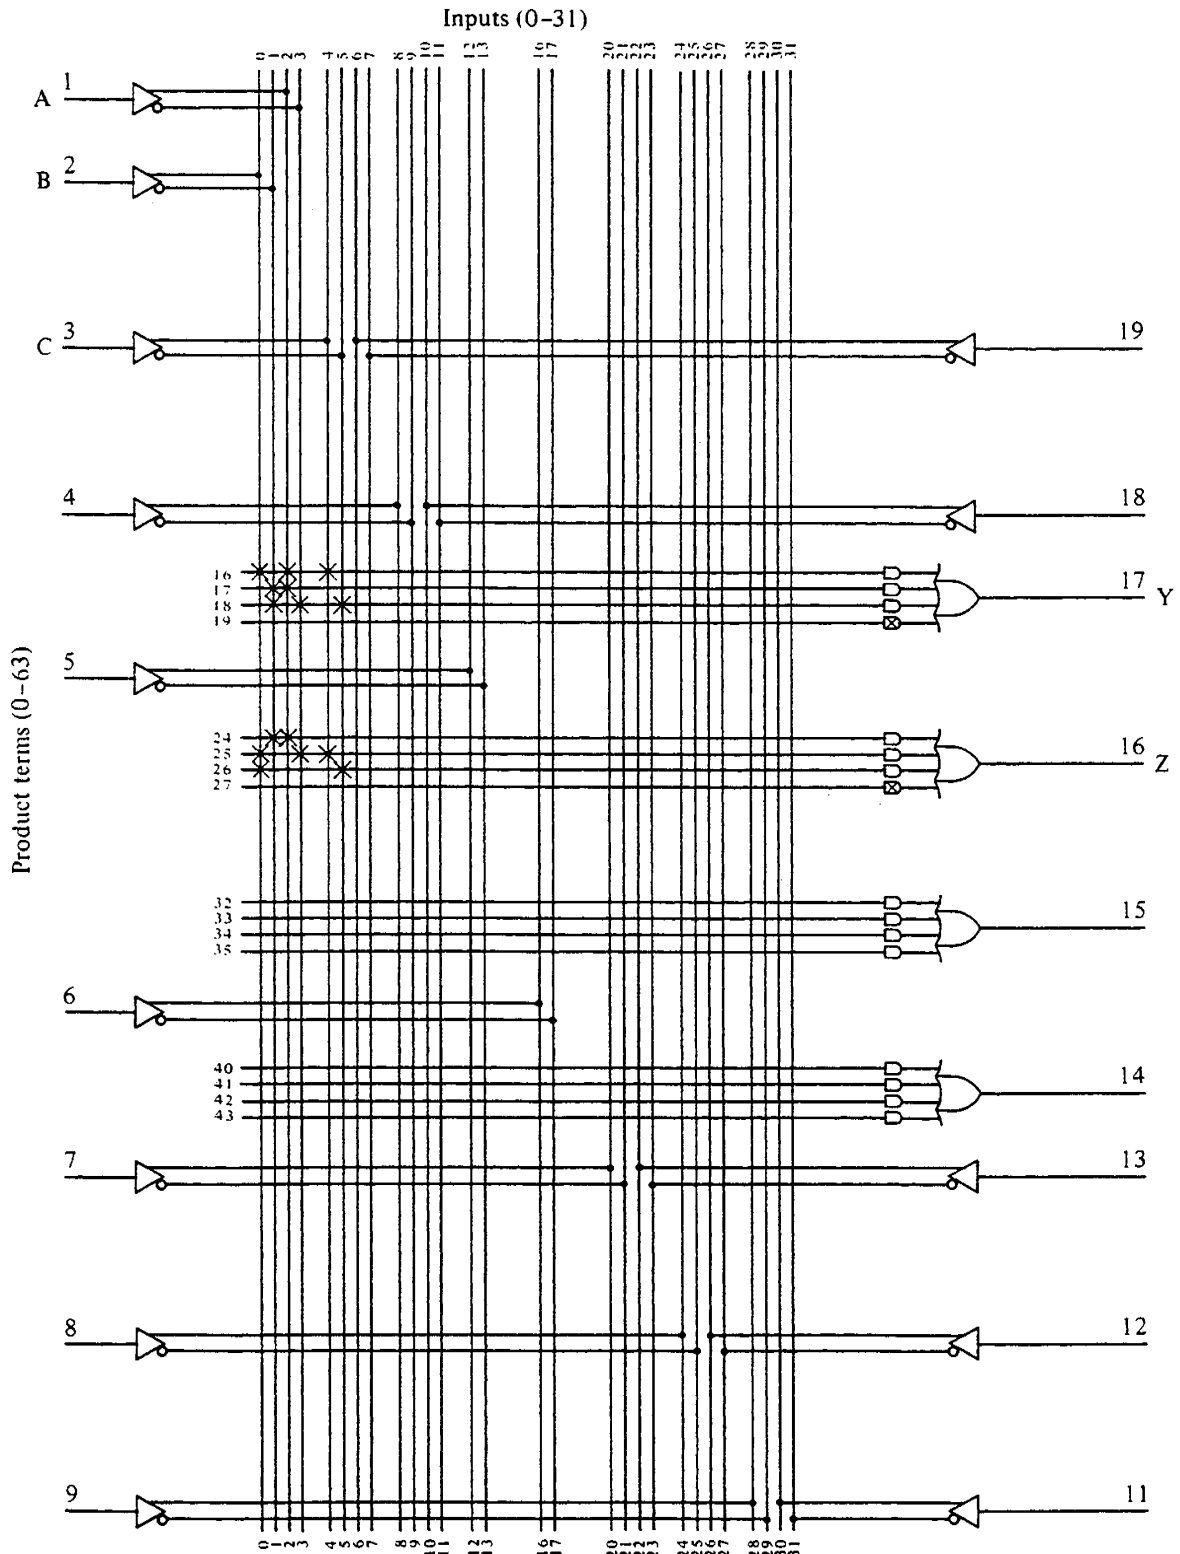 Inputs (0–31)
0 1 2 3 4 5 6 7 8 9 10 11 12 13 16 17 20 21 22 23 24 25 26 27 28 29 30 31
A 1
B 2
C 3 19
4 18
16
17 17 Y
18
19
5
24
25 16 Z
26
27
Product terms (0–63)
32
33 15
34
35
6
40
41 14
42
43
7 13
8 12
9 11
0 1 2 3 4 5 6 7 8 9 10 11 12 13 16 17 20 21 22 23 24 25 26 27 28 29 30 31